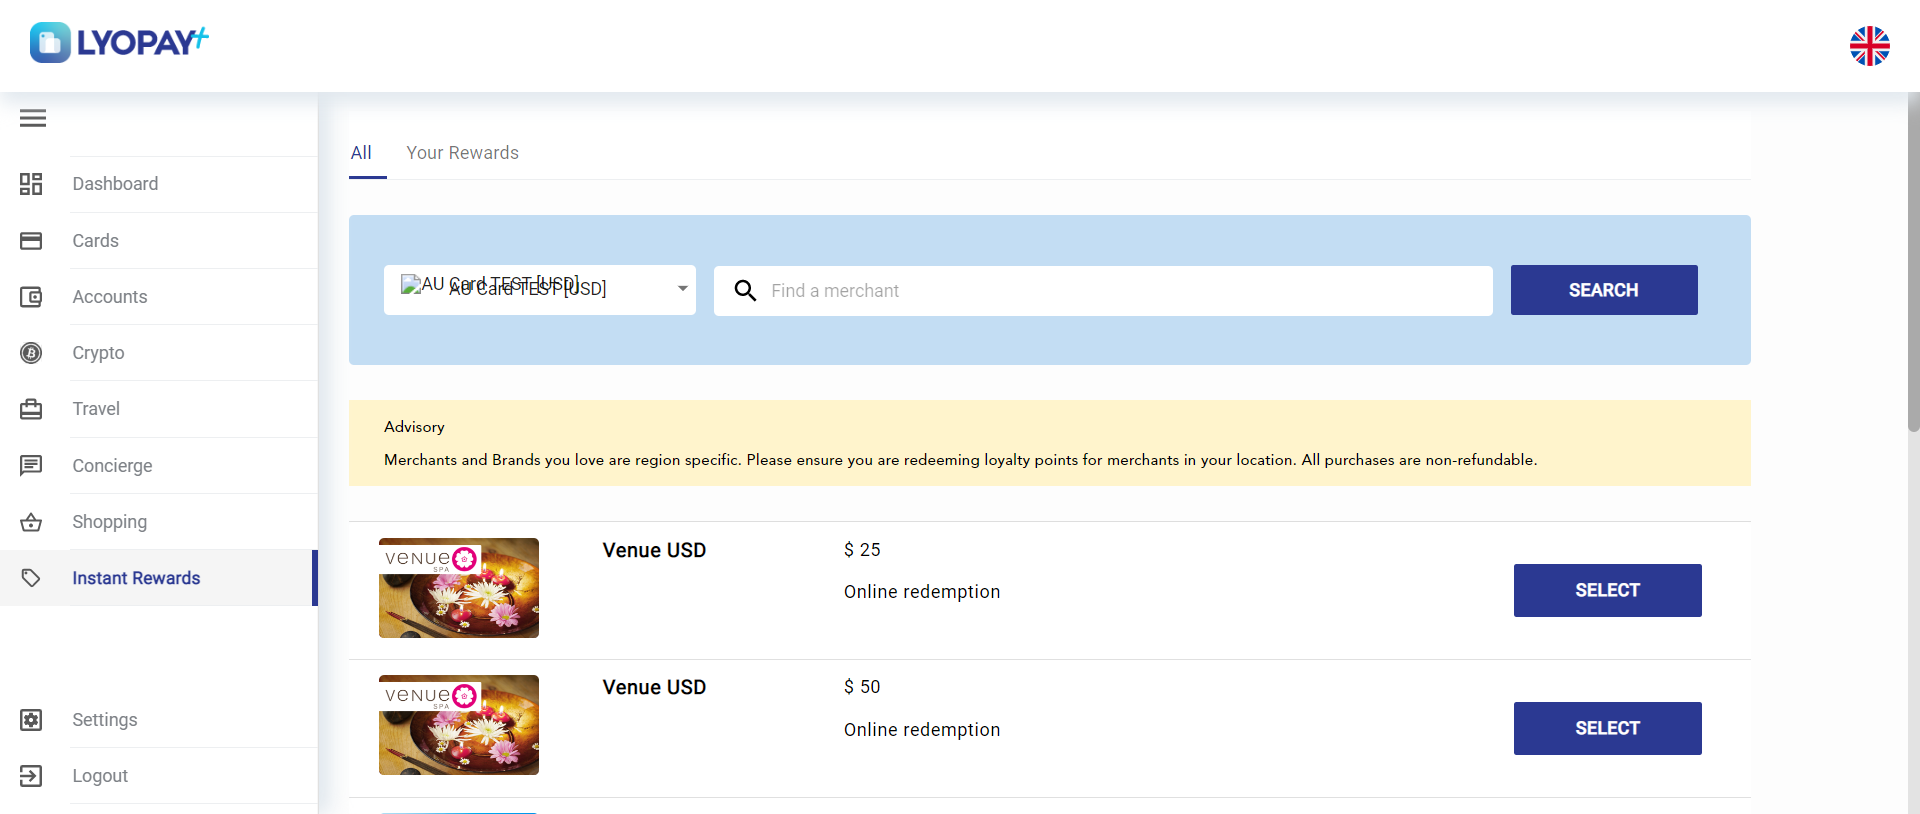 LYOPAY+
All
Your Rewards
Dashboard
Cards
Accounts
Crypto
Travel
Concierge
Shopping
Instant Rewards
Settings
Logout
AU Card TEST [USD]
AU Card TEST [USD]
Find a merchant
SEARCH
Advisory
Merchants and Brands you love are region specific. Please ensure you are redeeming loyalty points for merchants in your location. All purchases are non-refundable.
venue
SPA
Venue USD
$ 25
Online redemption
SELECT
venue
SPA
Venue USD
$ 50
Online redemption
SELECT